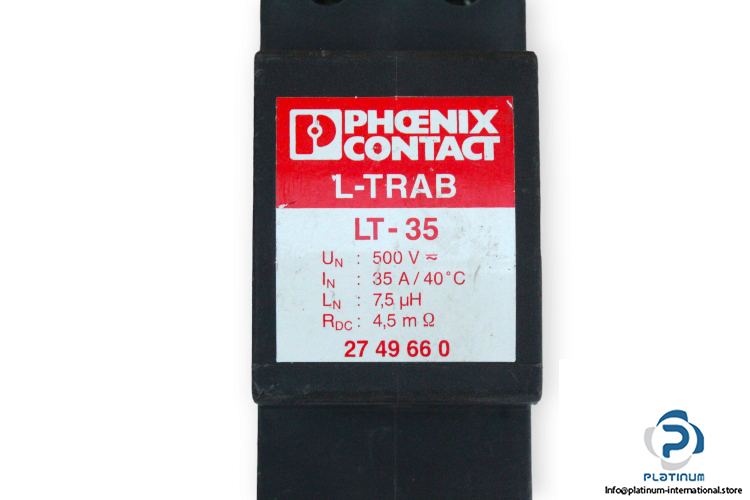 PHŒNIX
CONTACT
L-TRAB
LT-35
UN : 500 V ≂
IN : 35 A / 40°C
LN : 7,5 µH
RDC : 4,5 m Ω
27 49 66 0
PLATINUM
Info@platinum-international.store